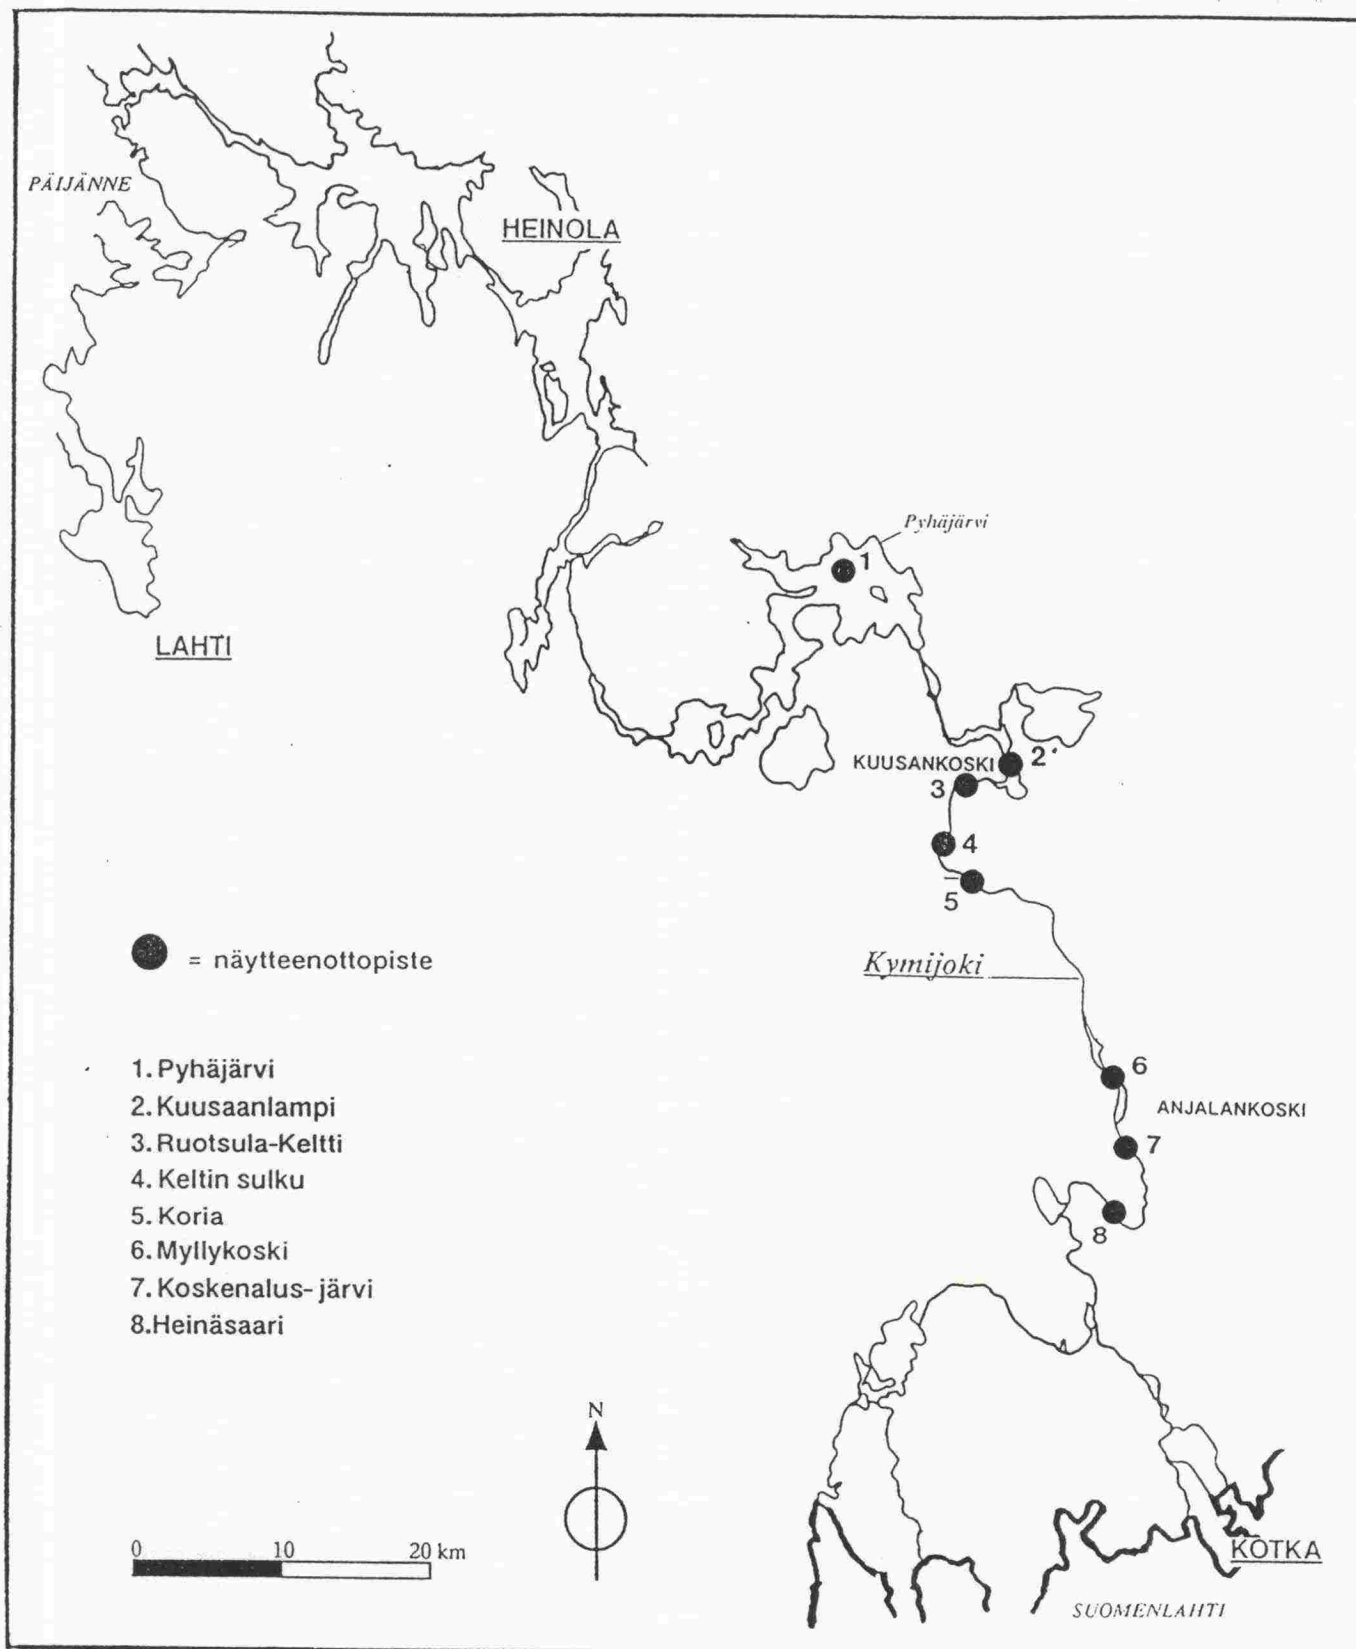 PÄIJÄNNE
HEINOLA
Pyhäjärvi
1
LAHTI
KUUSANKOSKI
2
3
4
5
= näytteenottopiste
Kymijoki
6
1. Pyhäjärvi
2. Kuusaanlampi
3. Ruotsula-Keltti
4. Keltin sulku
5. Koria
6. Myllykoski
7. Koskenalus-järvi
8. Heinäsaari
ANJALANKOSKI
7
8
N
0 10 20 km
KOTKA
SUOMENLAHTI